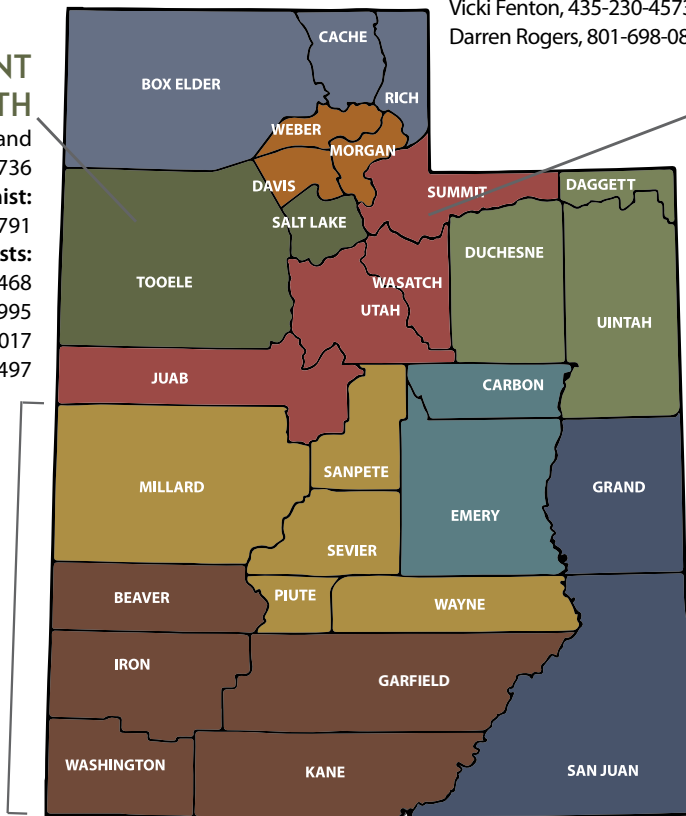 Vicki Fenton, 435-230-4573
Darren Rogers, 801-698-08
NT
TH
and
736
nist:
791
sts:
468
995
017
497
CACHE
BOX ELDER
RICH
WEBER
MORGAN
DAVIS
SUMMIT
DAGGETT
SALT LAKE
DUCHESNE
TOOELE
WASATCH
UTAH
UINTAH
JUAB
CARBON
SANPETE
MILLARD
GRAND
EMERY
SEVIER
BEAVER
PIUTE
WAYNE
IRON
GARFIELD
WASHINGTON
KANE
SAN JUAN